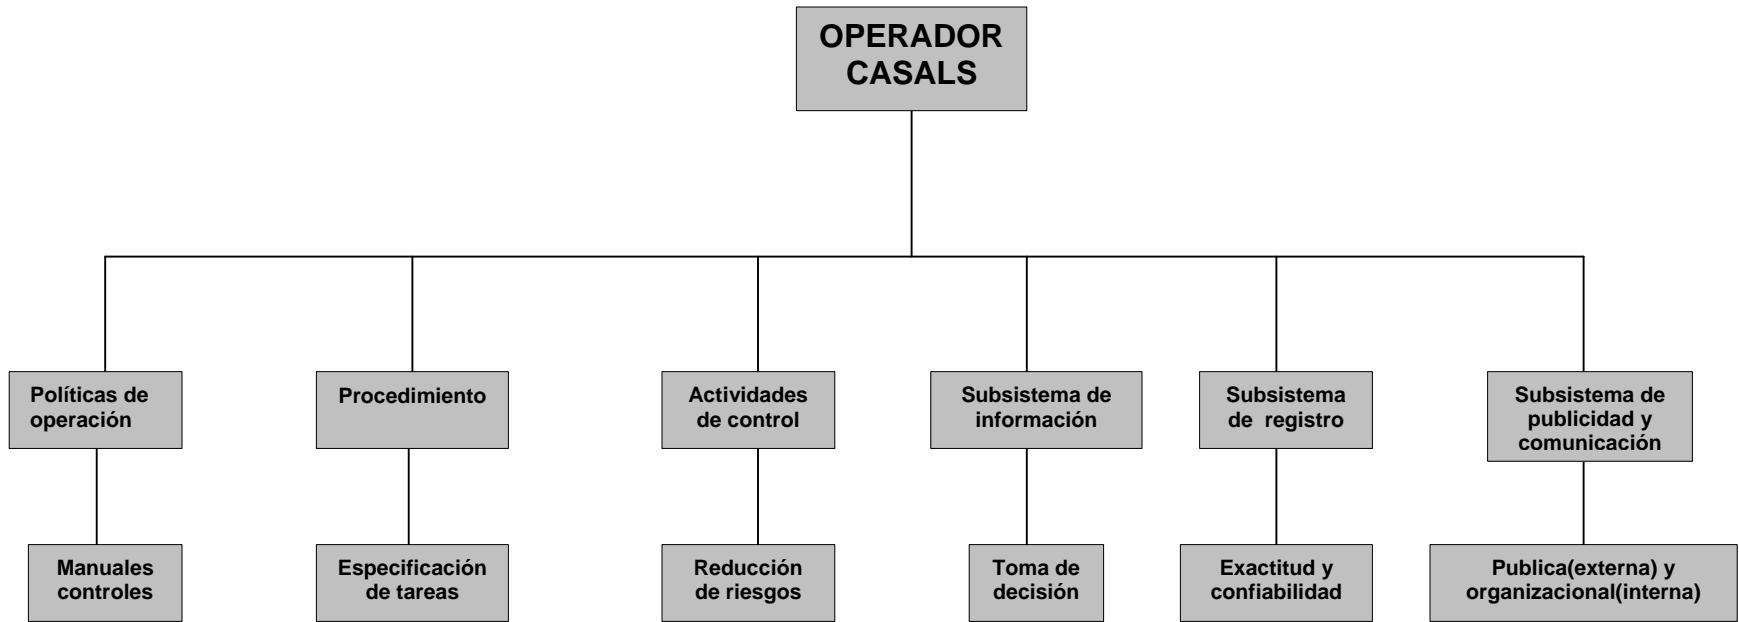 OPERADOR
CASALS
Políticas de
operación
Procedimiento
Actividades
de control
Subsistema de
información
Subsistema
de registro
Subsistema de
publicidad y
comunicación
Manuales
controles
Especificación
de tareas
Reducción
de riesgos
Toma de
decisión
Exactitud y
confiabilidad
Publica(externa) y
organizacional(interna)